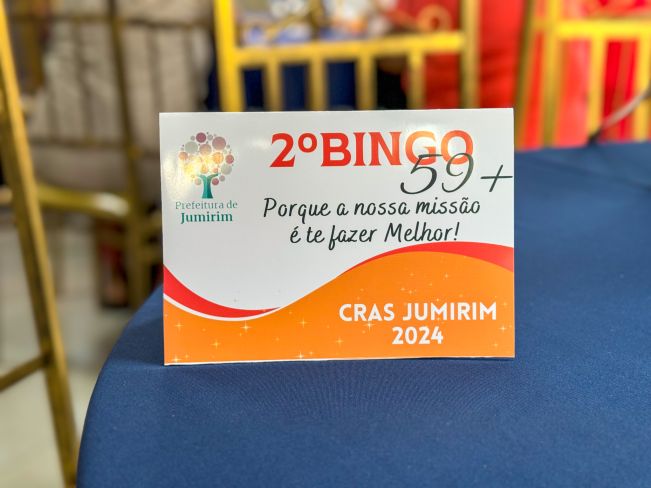 Prefeitura de
Jumirim
2ºBINGO
59+
Porque a nossa missão
é te fazer Melhor!
CRAS JUMIRIM
2024